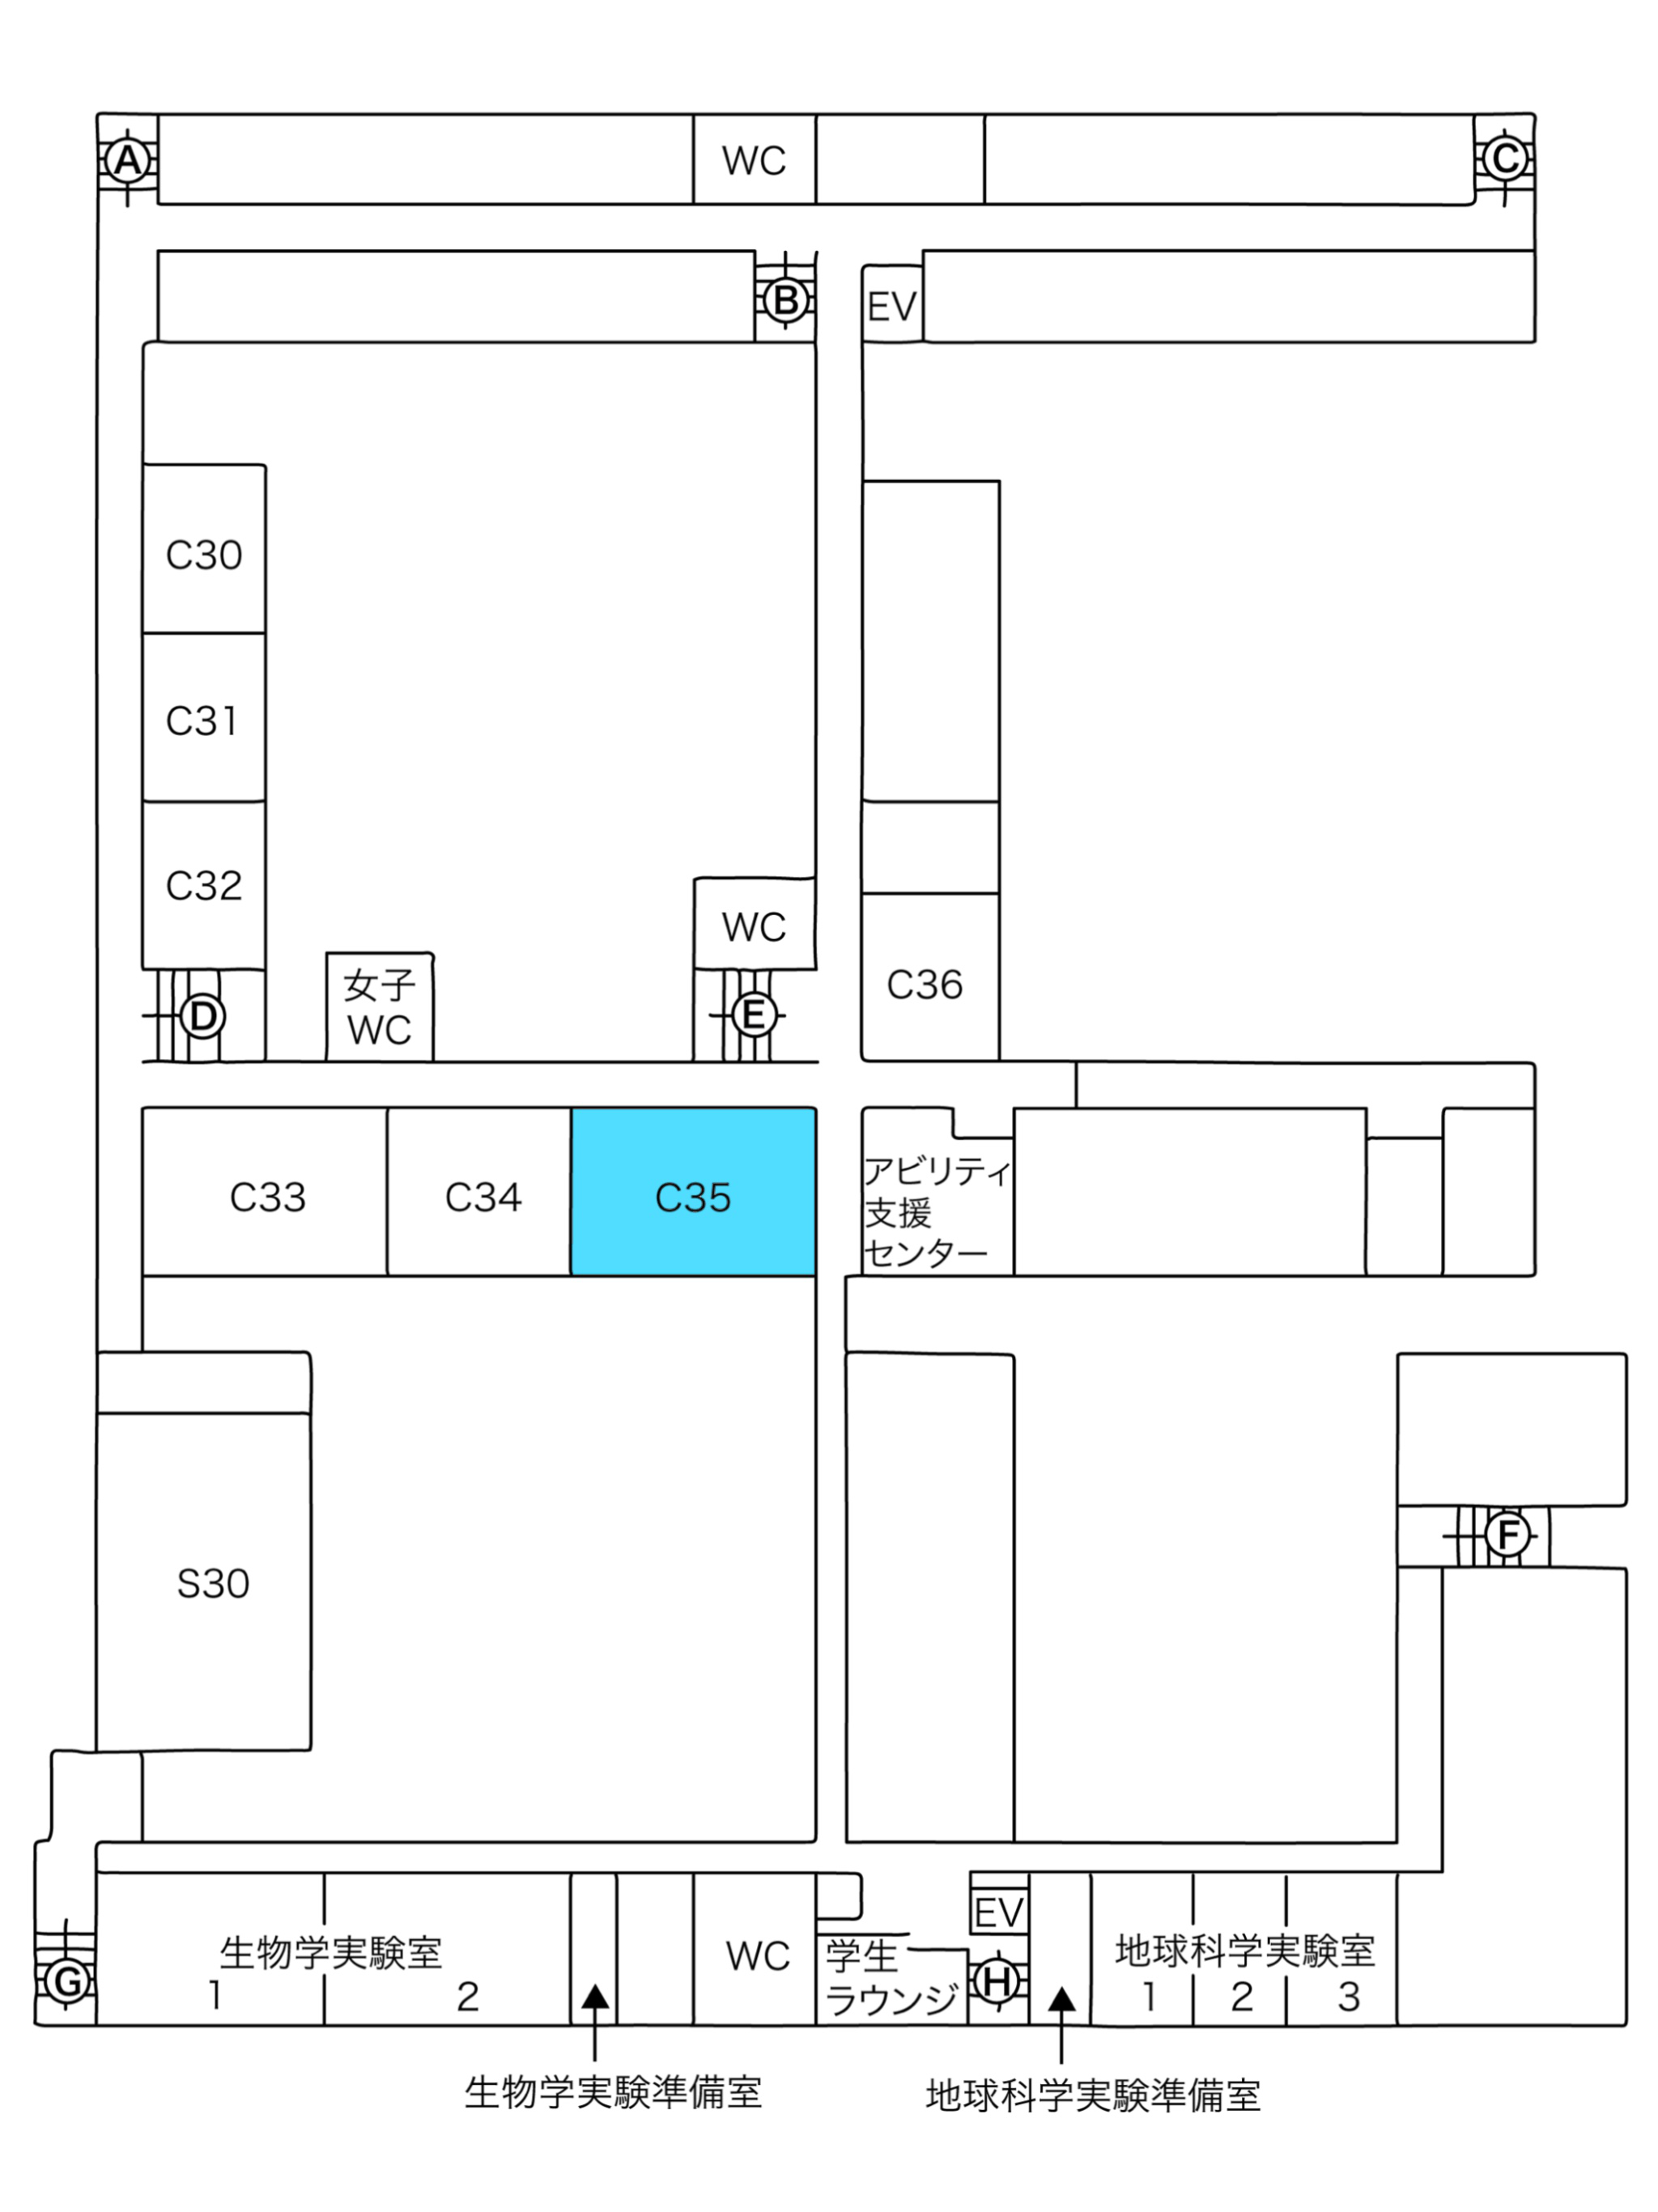 A
WC
C
B
EV
C30
C31
C32
WC
女子
WC
C36
D
E
C33
C34
C35
アビリティ
支援
センター
F
S30
EV
生物学実験室
1
2
WC
学生
ラウンジ
地球科学実験室
1
2
3
G
H
生物学実験準備室
地球科学実験準備室